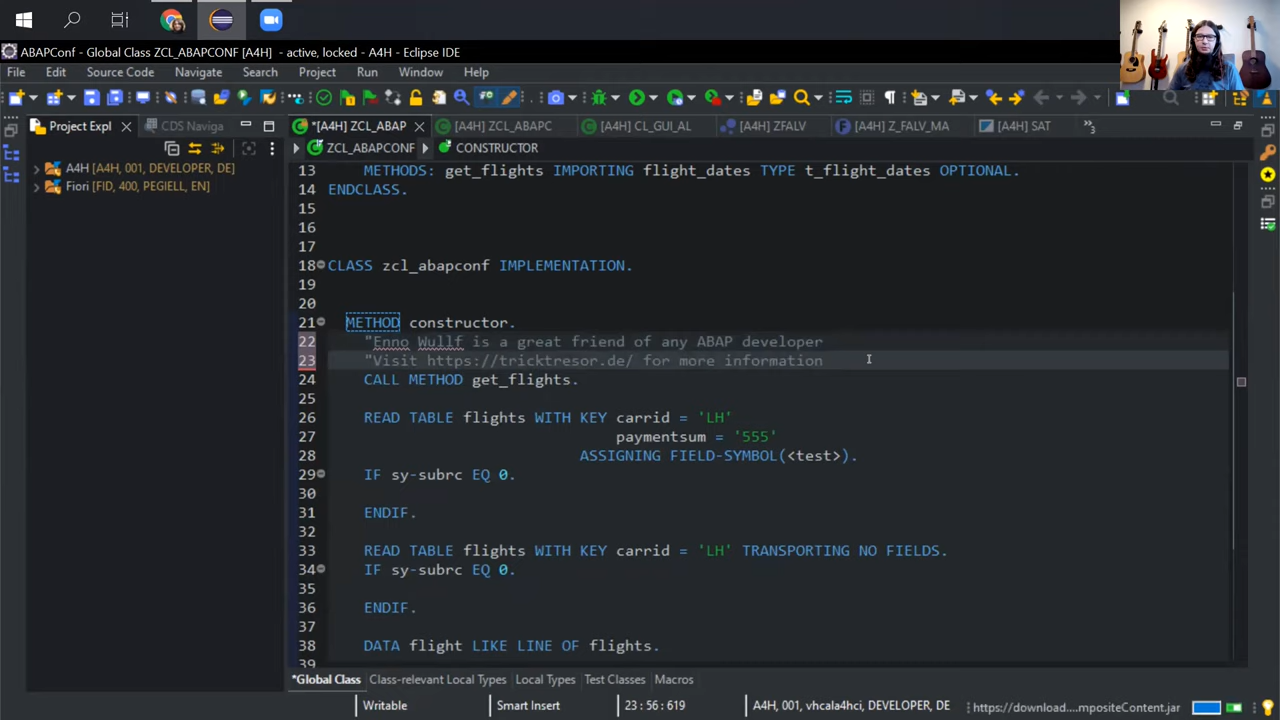 ABAPConf - Global Class ZCL_ABAPCONF [A4H] - active, locked - A4H - Eclipse IDE
File Edit Source Code Navigate Search Project Run Window Help
Project Expl CDS Naviga *[A4H] ZCL_ABAP [A4H] ZCL_ABAPC [A4H] CL_GUI_AL [A4H] ZFALV [A4H] Z_FALV_MA [A4H] SAT »3
ZCL_ABAPCONF CONSTRUCTOR
A4H [A4H, 001, DEVELOPER, DE]
Fiori [FID, 400, PEGIELL, EN]
13 METHODS: get_flights IMPORTING flight_dates TYPE t_flight_dates OPTIONAL.
14 ENDCLASS.
15
16
17
18 CLASS zcl_abapconf IMPLEMENTATION.
19
20
21 METHOD constructor.
22 "Enno Wullf is a great friend of any ABAP developer
23 "Visit https://tricktresor.de/ for more information
24 CALL METHOD get_flights.
25
26 READ TABLE flights WITH KEY carrid = 'LH'
27 paymentsum = '555'
28 ASSIGNING FIELD-SYMBOL(<test>).
29 IF sy-subrc EQ 0.
30
31 ENDIF.
32
33 READ TABLE flights WITH KEY carrid = 'LH' TRANSPORTING NO FIELDS.
34 IF sy-subrc EQ 0.
35
36 ENDIF.
37
38 DATA flight LIKE LINE OF flights.
39
*Global Class Class-relevant Local Types Local Types Test Classes Macros
Writable Smart Insert 23 : 56 : 619 A4H, 001, vhcala4hci, DEVELOPER, DE https://download....mpositeContent.jar